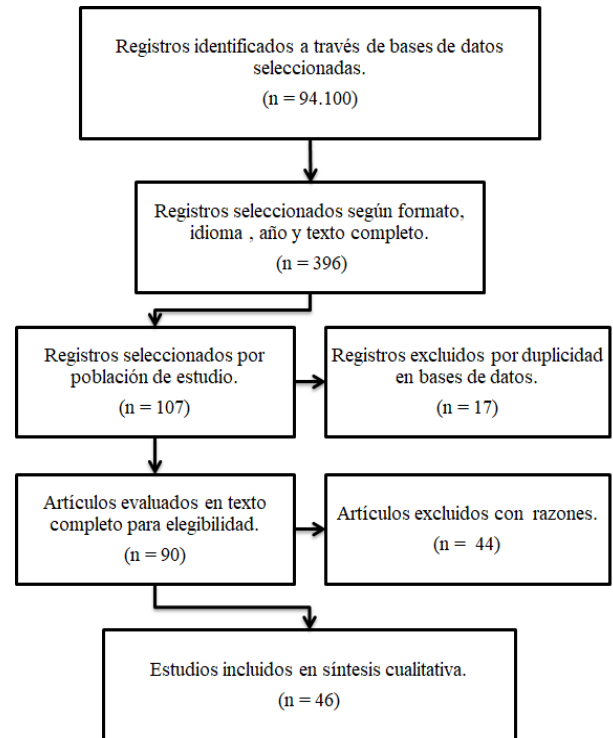 Registros identificados a través de bases de datos
seleccionadas.
(n = 94.100)
Registros seleccionados según formato,
idioma , año y texto completo.
(n = 396)
Registros seleccionados por
población de estudio.
(n = 107)
Registros excluidos por duplicidad
en bases de datos.
(n = 17)
Artículos evaluados en texto
completo para elegibilidad.
(n = 90)
Artículos excluidos con razones.
(n = 44)
Estudios incluidos en síntesis cualitativa.
(n = 46)